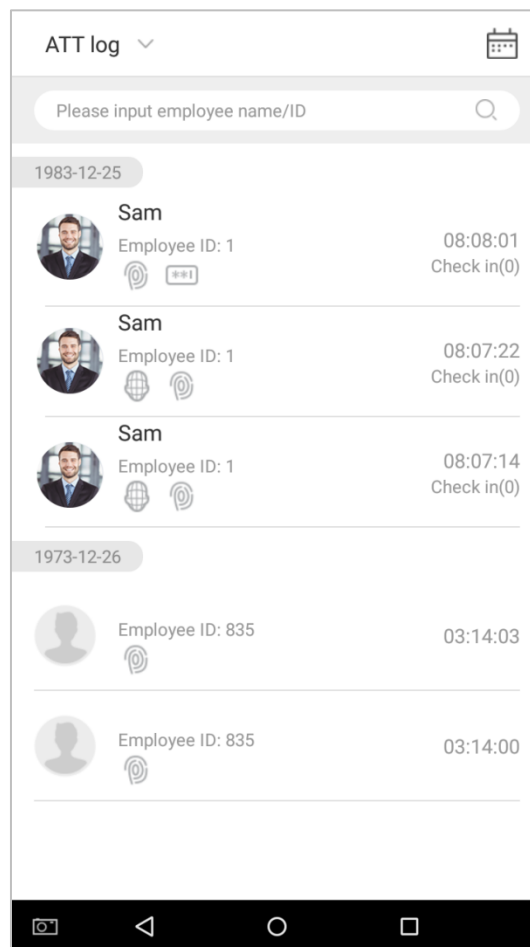 ATT log
Please input employee name/ID
1983-12-25
Sam
Employee ID: 1
08:08:01
Check in(0)
Sam
Employee ID: 1
08:07:22
Check in(0)
Sam
Employee ID: 1
08:07:14
Check in(0)
1973-12-26
Employee ID: 835
03:14:03
Employee ID: 835
03:14:00